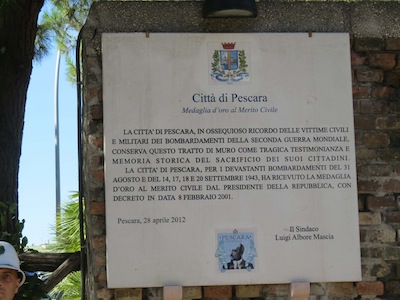 Città di Pescara
Medaglia d'oro al Merito Civile
LA CITTA' DI PESCARA, IN OSSEQUIOSO RICORDO DELLE VITTIME CIVILI
E MILITARI DEI BOMBARDAMENTI DELLA SECONDA GUERRA MONDIALE,
CONSERVA QUESTO TRATTO DI MURO COME TRAGICA TESTIMONIANZA E
MEMORIA STORICA DEL SACRIFICIO DEI SUOI CITTADINI.
LA CITTA' DI PESCARA, PER I DEVASTANTI BOMBARDAMENTI DEL 31
AGOSTO E DEL 14, 17, 18 E 20 SETTEMBRE 1943, HA RICEVUTO LA MEDAGLIA
D'ORO AL MERITO CIVILE DAL PRESIDENTE DELLA REPUBBLICA, CON
DECRETO IN DATA 8 FEBBRAIO 2001.
Pescara, 28 aprile 2012
Il Sindaco
Luigi Albore Mascia
PESCARA